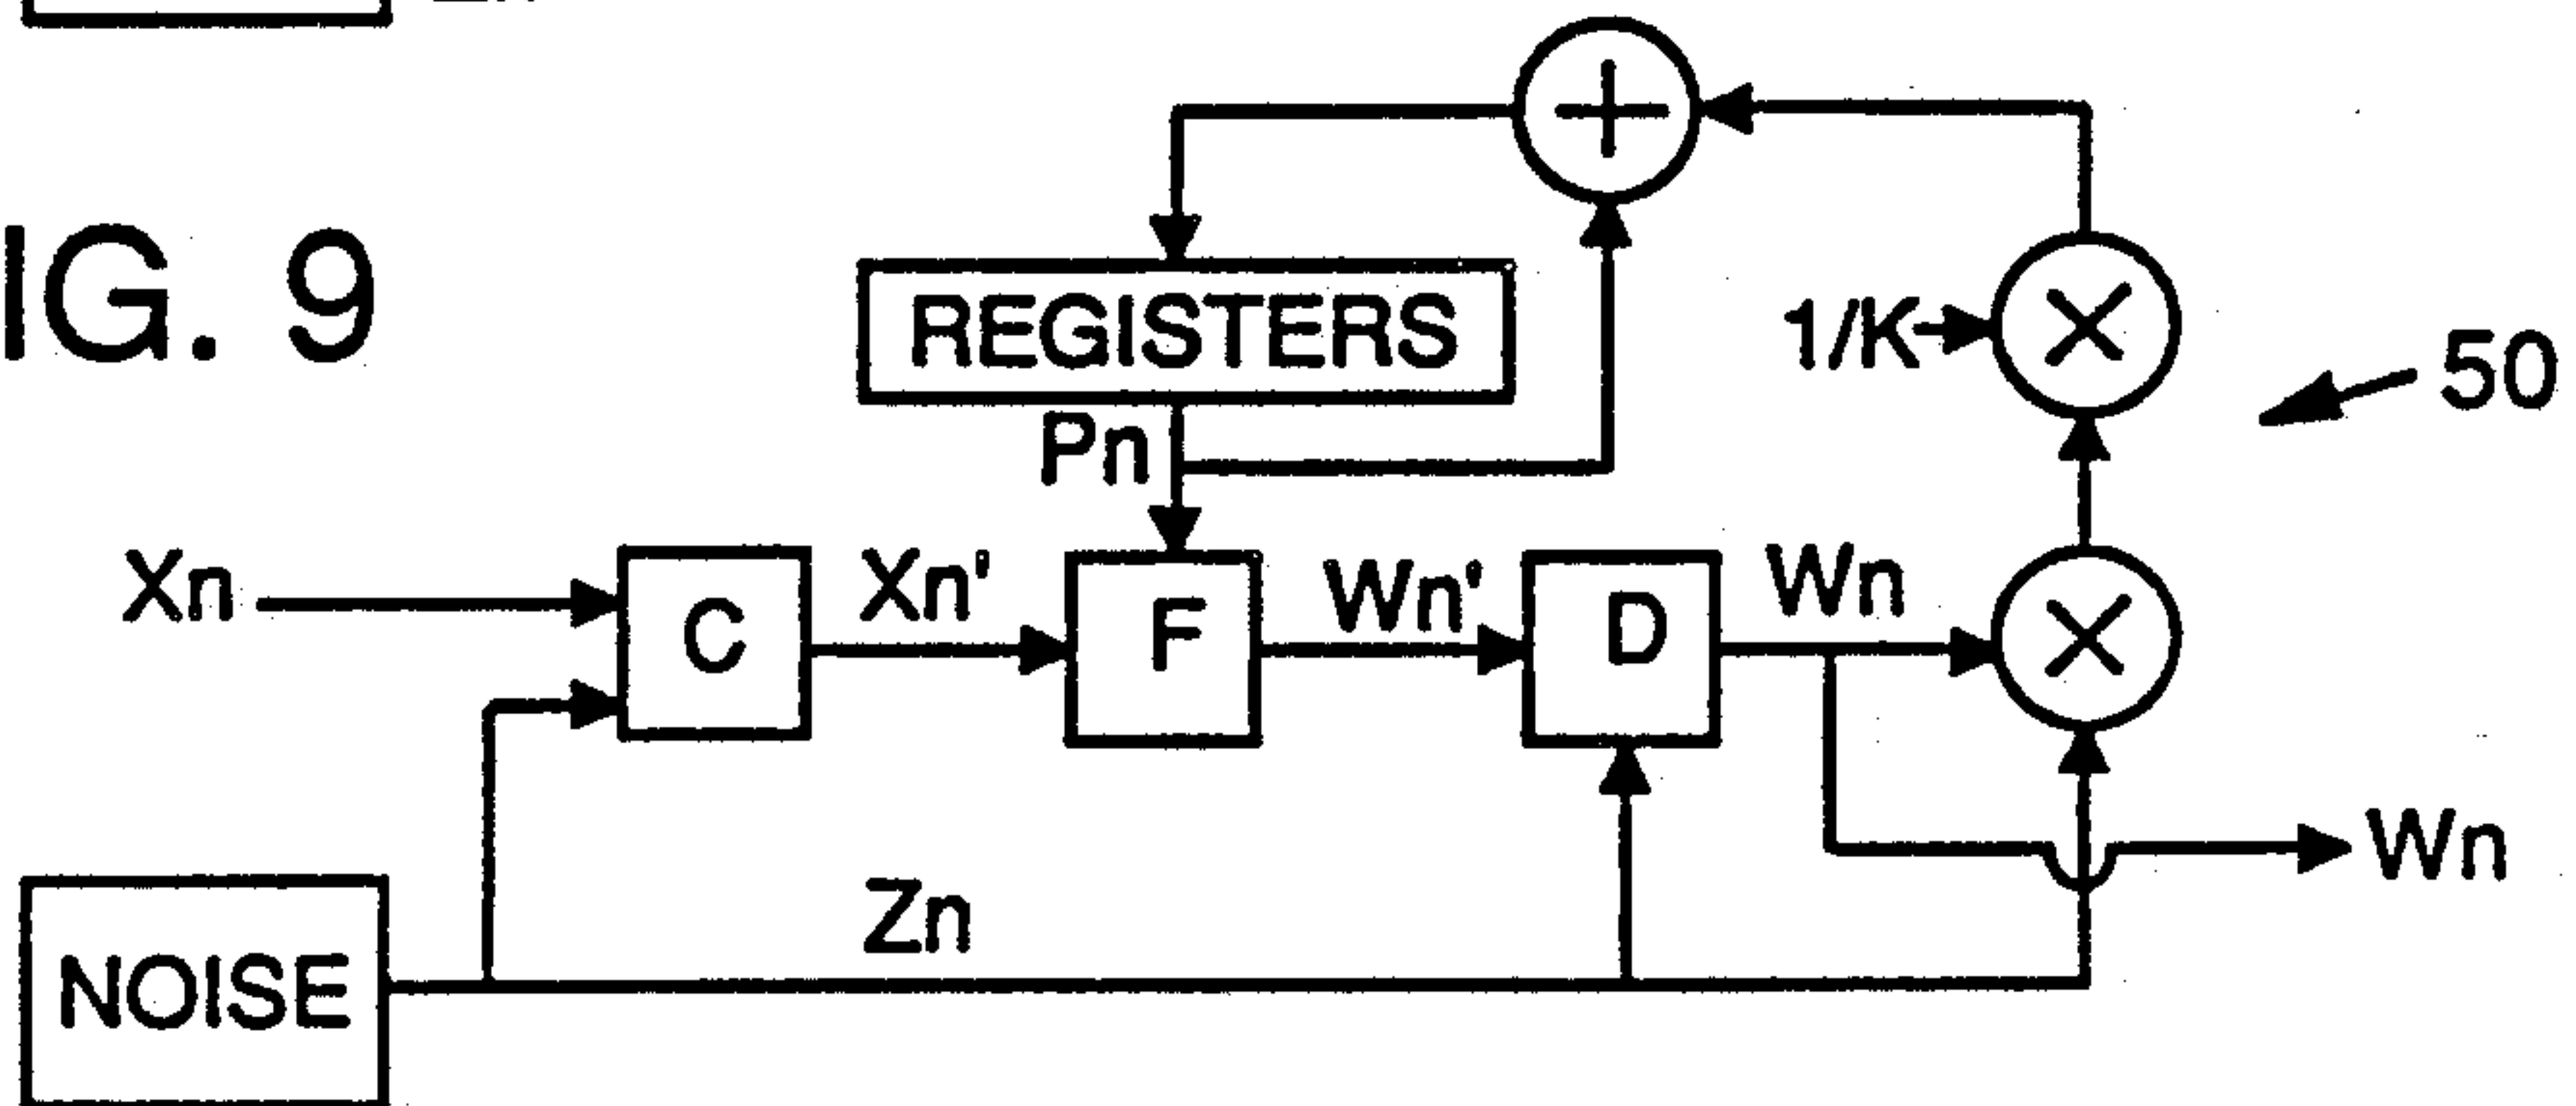 IG. 9
+
REGISTERS
1/K
×
50
Pn
Xn
C
Xn'
F
Wn'
D
Wn
×
Wn
Zn
NOISE